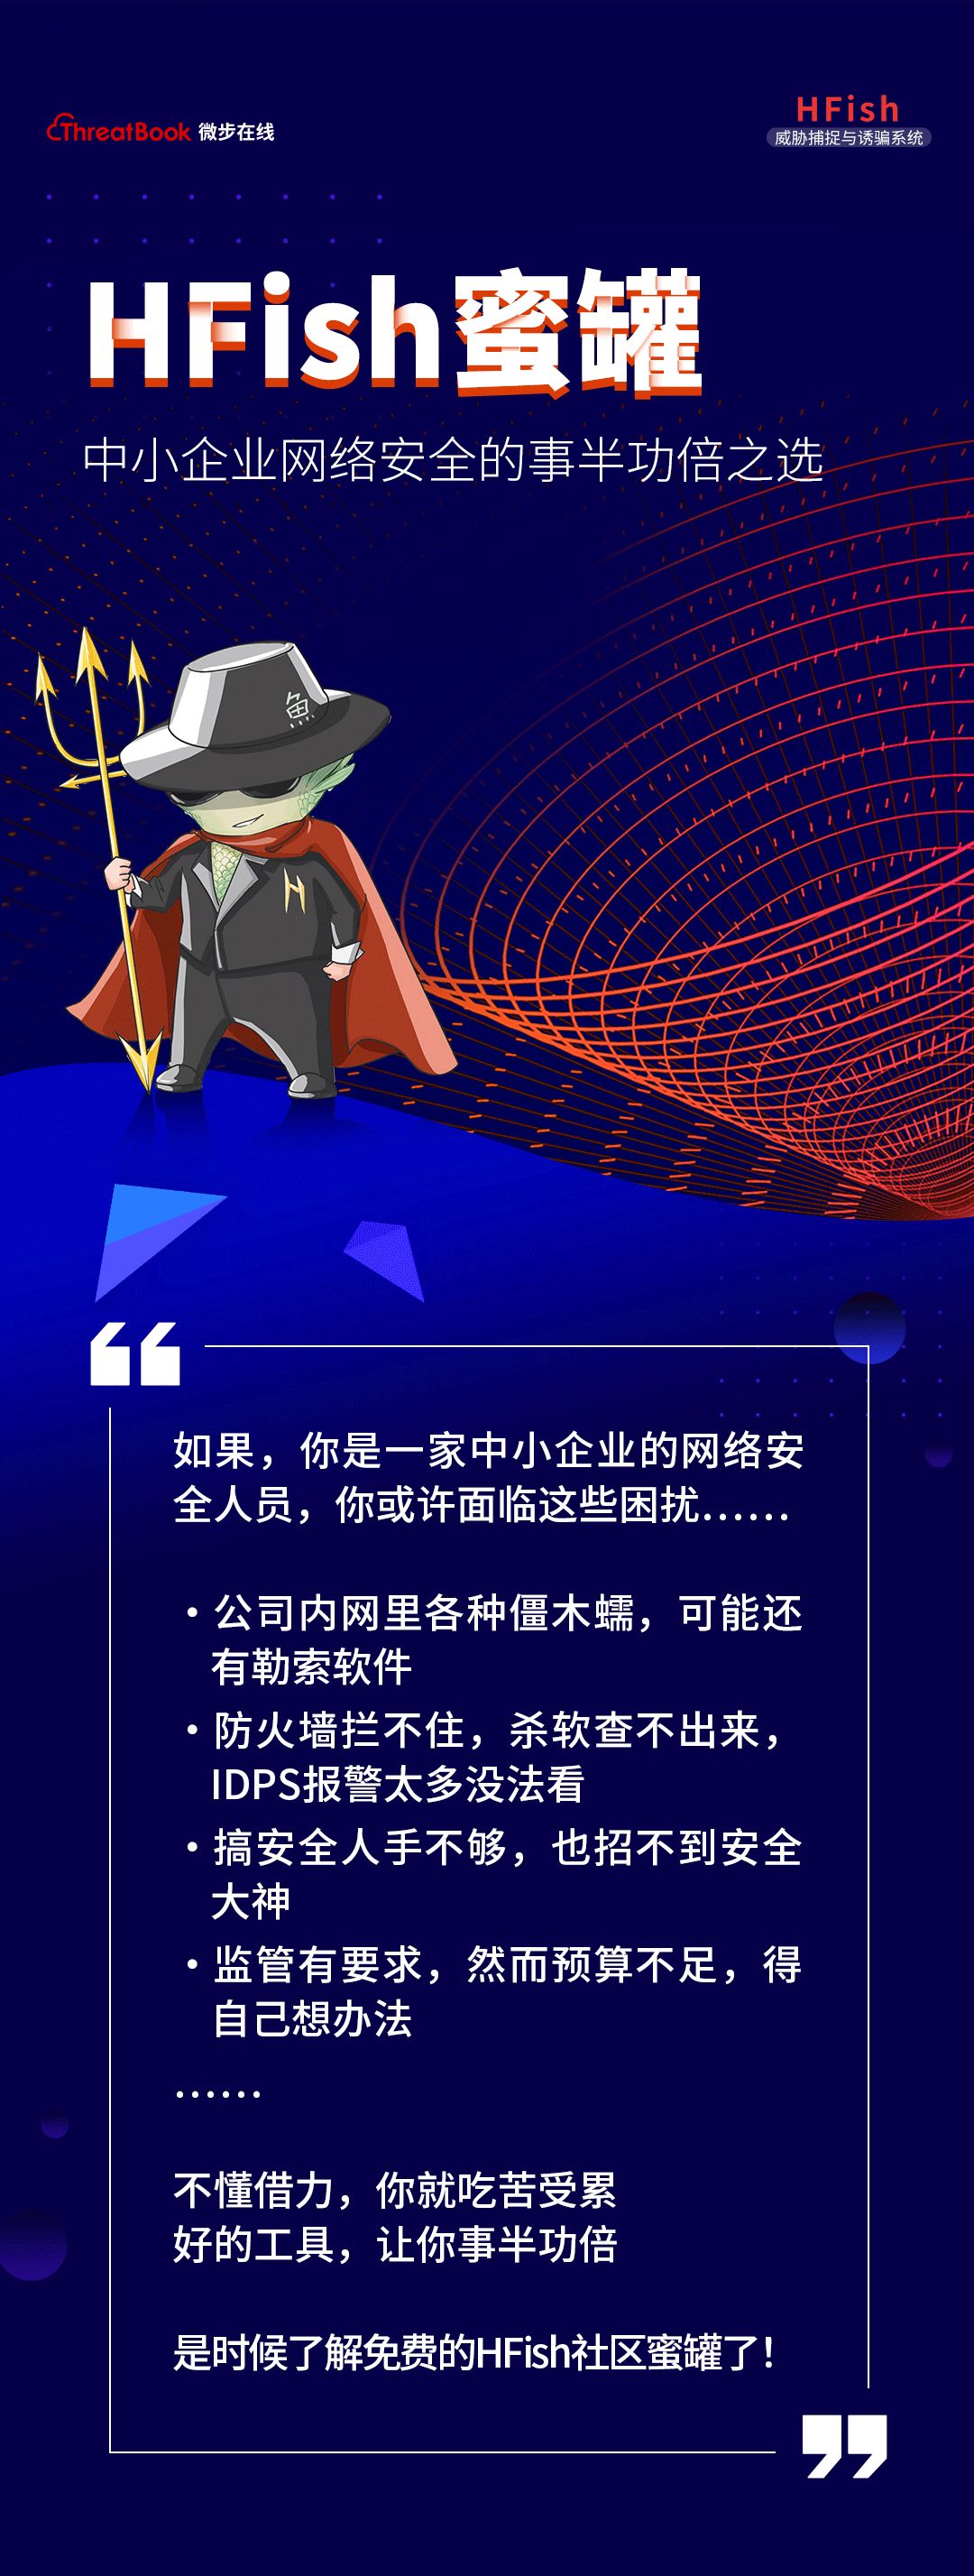 ThreatBook 微步在线
HFish
威胁捕捉与诱骗系统
HFish蜜罐
中小企业网络安全的事半功倍之选
魚
H
“
如果，你是一家中小企业的网络安
全人员，你或许面临这些困扰……
·公司内网里各种僵木蠕，可能还
有勒索软件
·防火墙拦不住，杀软查不出来，
IDPS报警太多没法看
·搞安全人手不够，也招不到安全
大神
·监管有要求，然而预算不足，得
自己想办法
……
不懂借力，你就吃苦受累
好的工具，让你事半功倍
是时候了解免费的HFish社区蜜罐了！
”